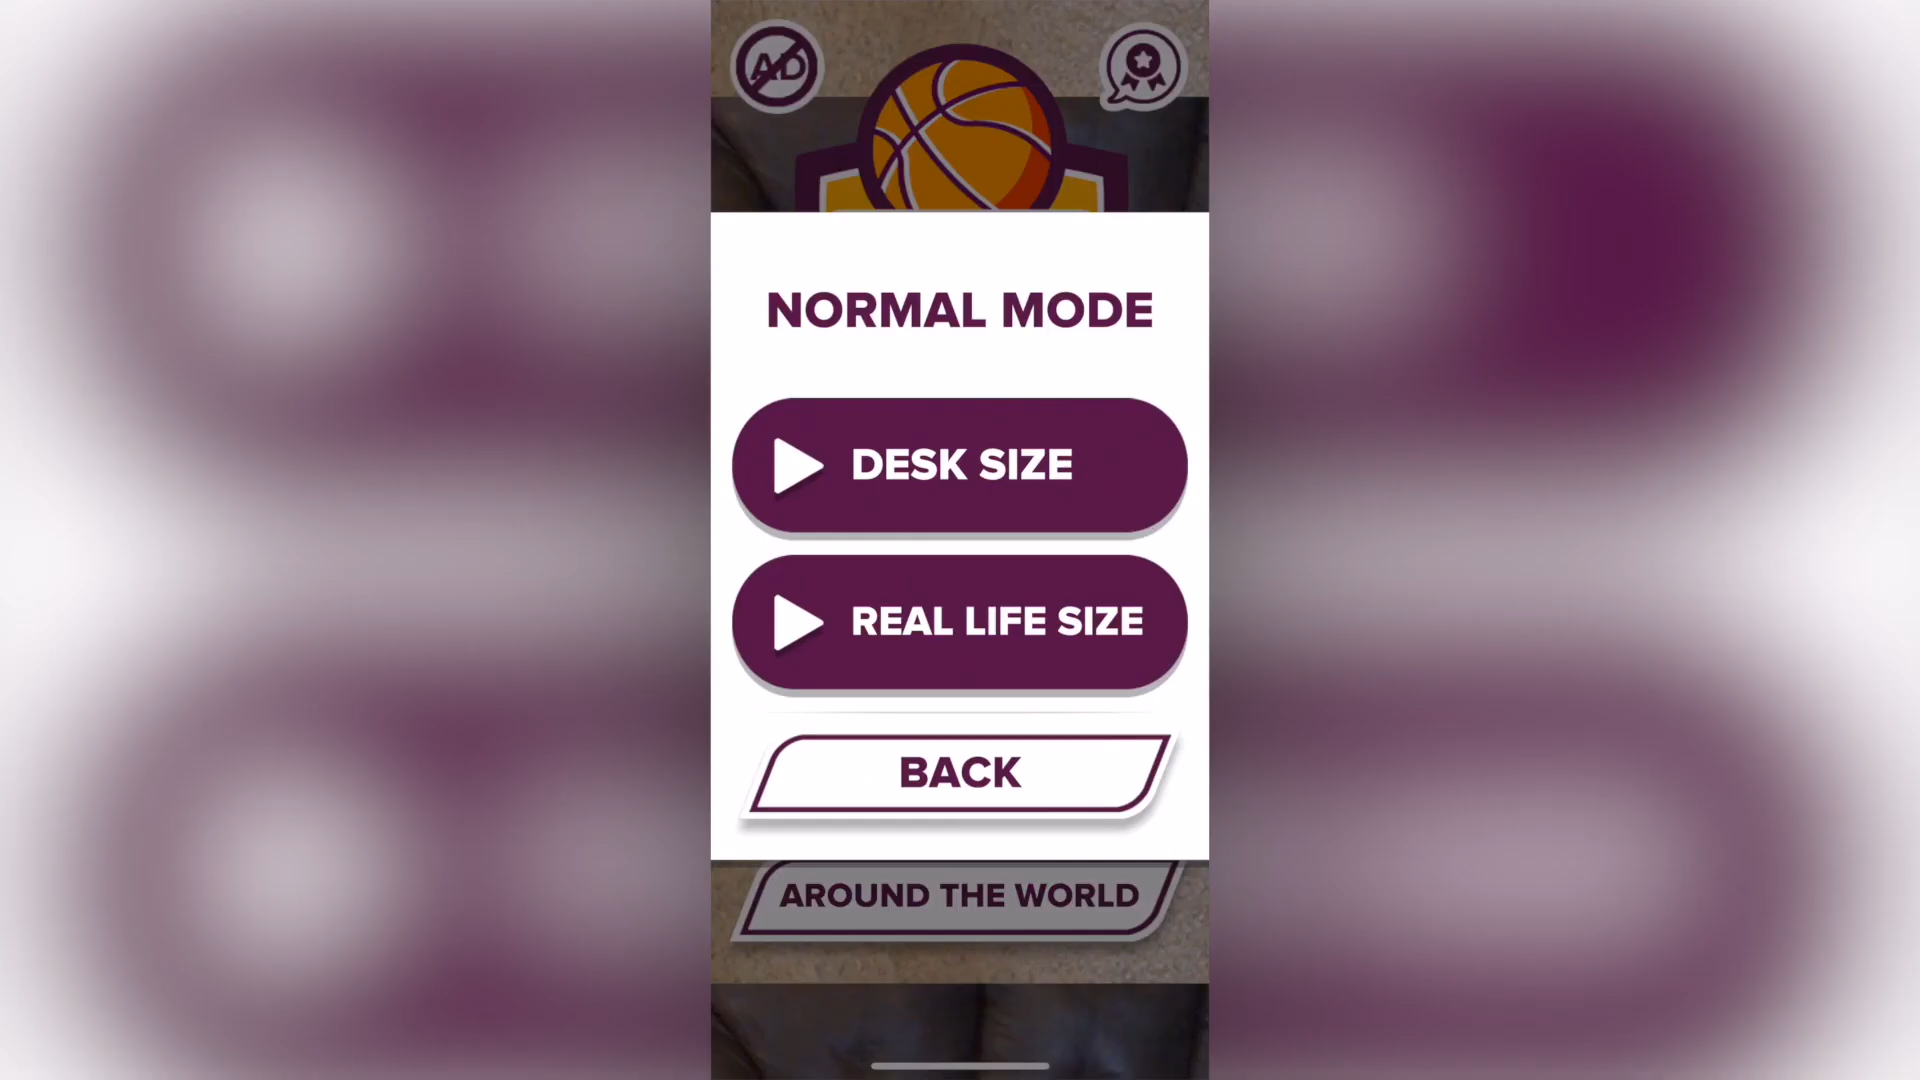 AD
NORMAL MODE
DESK SIZE
REAL LIFE SIZE
BACK
AROUND THE WORLD